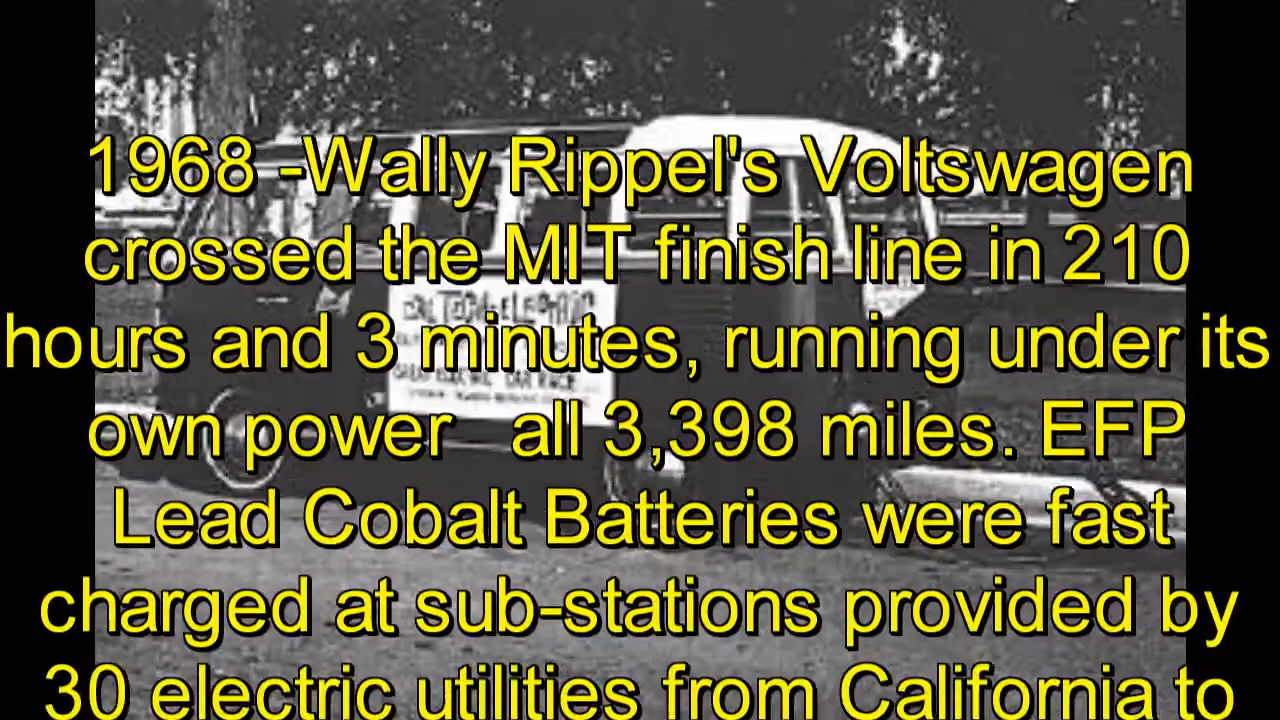 1968 -Wally Rippel's Voltswagen
crossed the MIT finish line in 210
hours and 3 minutes, running under its
own power all 3,398 miles. EFP
Lead Cobalt Batteries were fast
charged at sub-stations provided by
30 electric utilities from California to